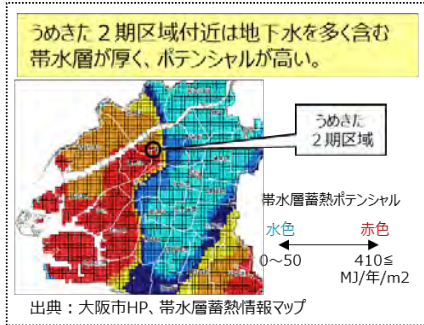 うめきた２期区域付近は地下水を多く含む
帯水層が厚く、ポテンシャルが高い。
うめきた
２期区域
帯水層蓄熱ポテンシャル
水色
赤色
0～50
410≦
MJ/年/m2
出典：大阪市HP、帯水層蓄熱情報マップ